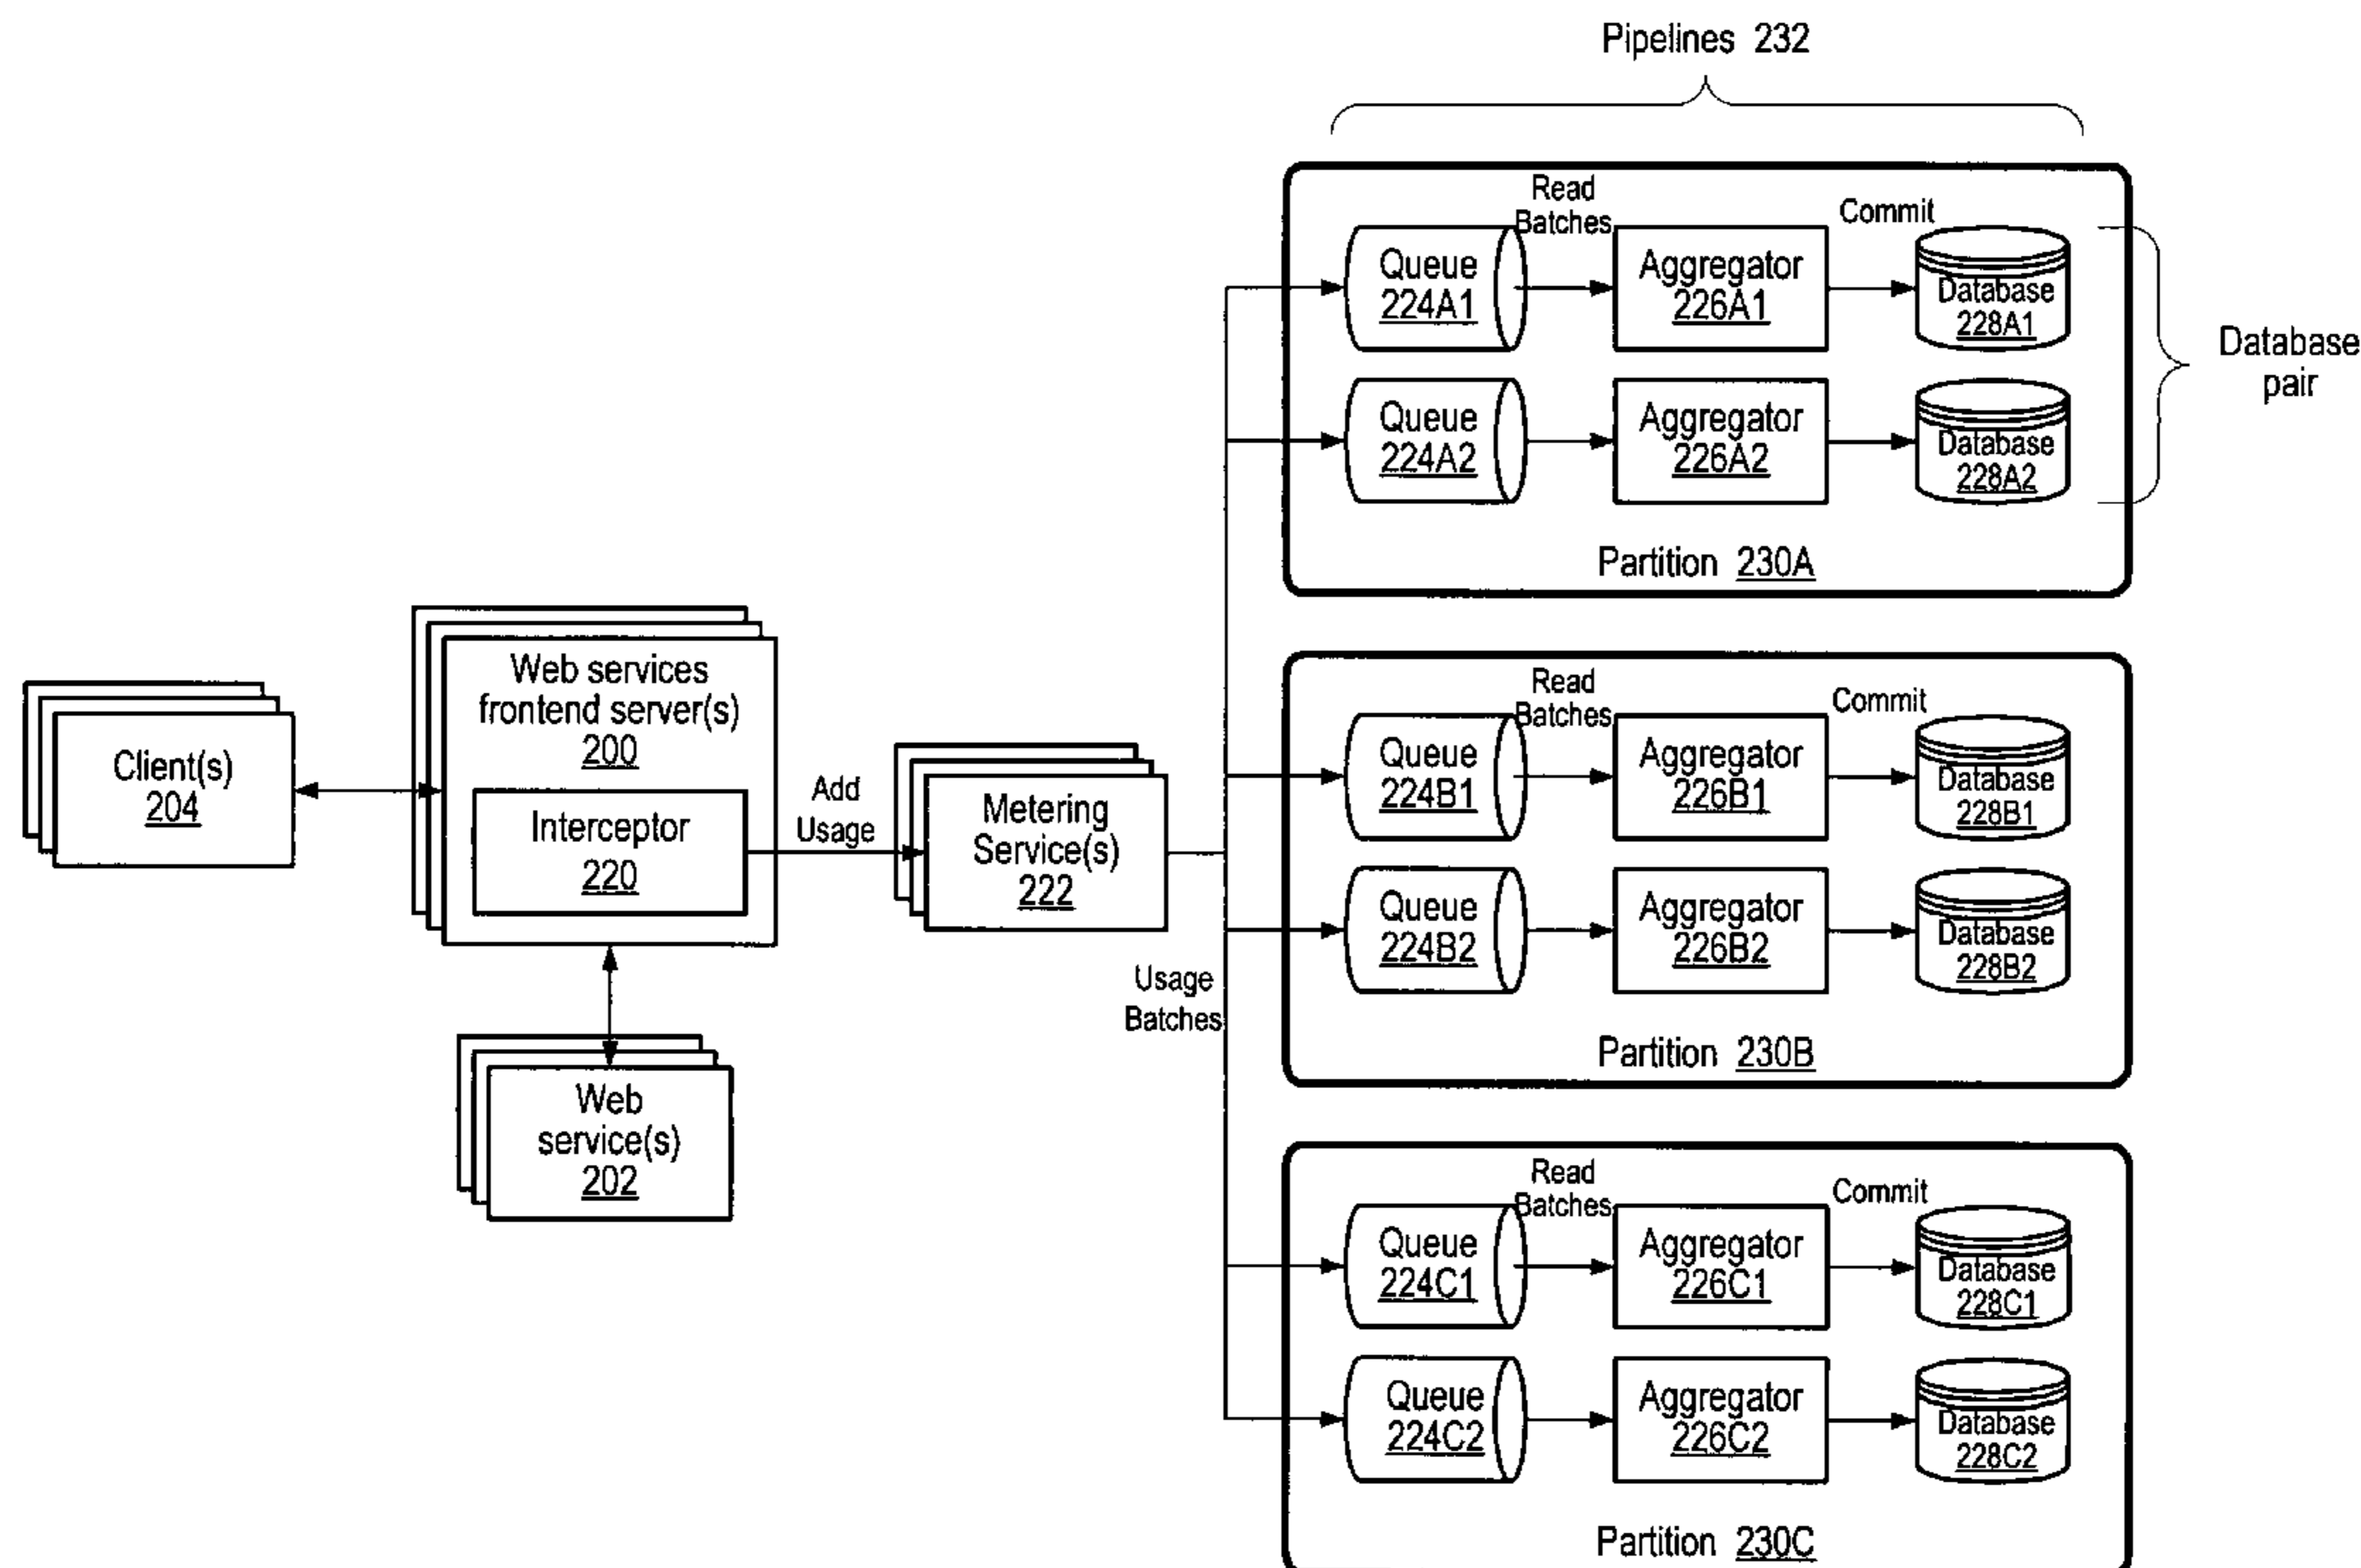 Pipelines 232
Read
Batches
Commit
Queue
224A1
Aggregator
226A1
Database
228A1
Queue
224A2
Aggregator
226A2
Database
228A2
Database
pair
Partition 230A
Client(s)
204
Web services
frontend server(s)
200
Interceptor
220
Add
Usage
Metering
Service(s)
222
Web
service(s)
202
Usage
Batches
Read
Batches
Commit
Queue
224B1
Aggregator
226B1
Database
228B1
Queue
224B2
Aggregator
226B2
Database
228B2
Partition 230B
Read
Batches
Commit
Queue
224C1
Aggregator
226C1
Database
228C1
Queue
224C2
Aggregator
226C2
Database
228C2
Partition 230C